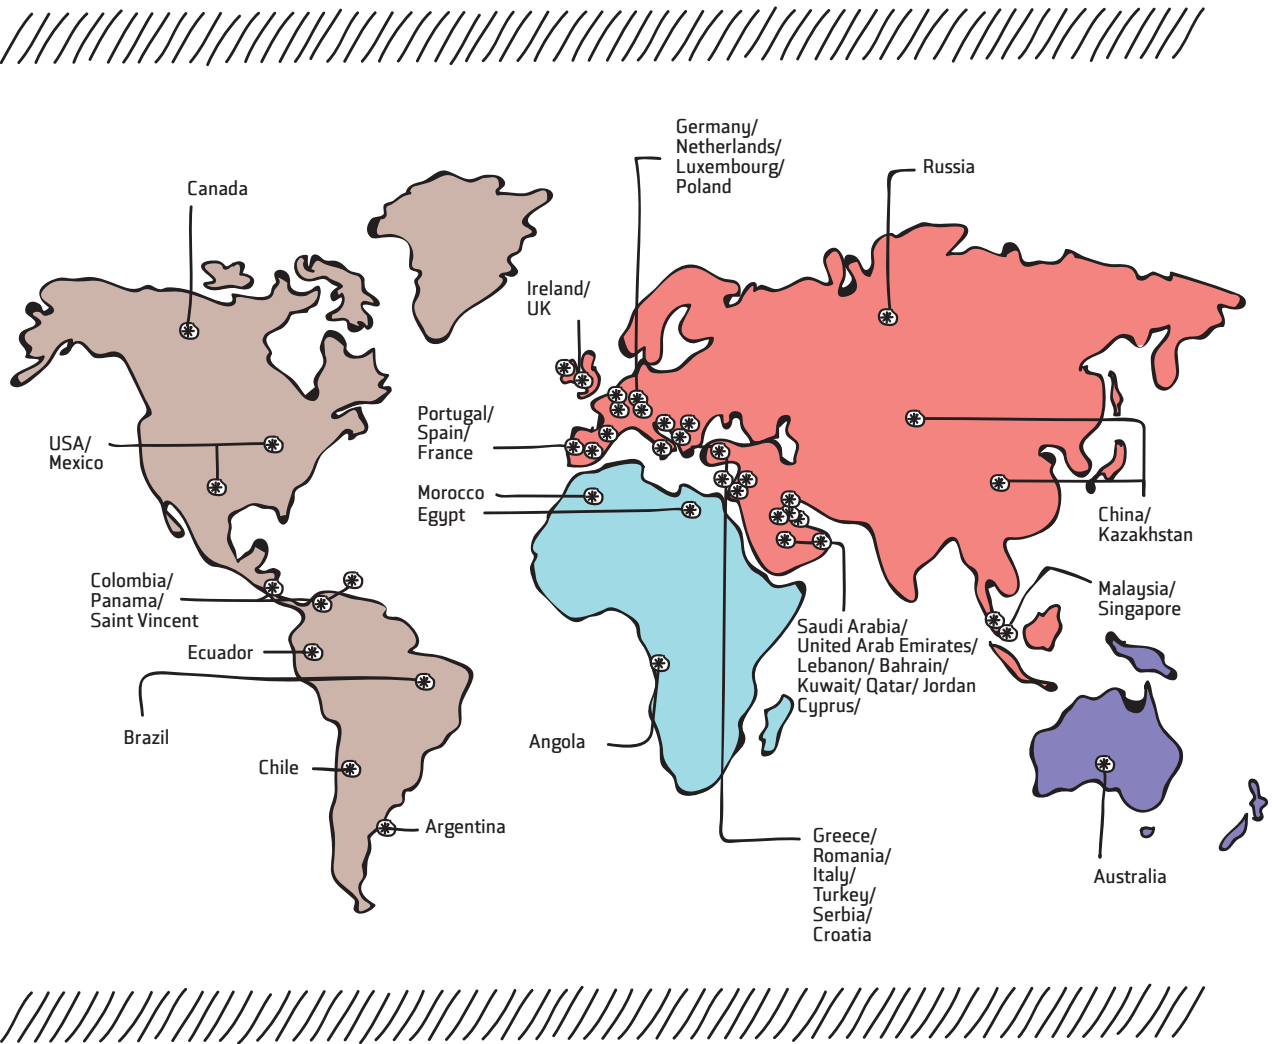 Germany/
Netherlands/
Luxembourg/
Poland
Russia
Canada
Ireland/
UK
Portugal/
Spain/
France
USA/
Mexico
Morocco
Egypt
China/
Kazakhstan
Colombia/
Panama/
Saint Vincent
Malaysia/
Singapore
Saudi Arabia/
United Arab Emirates/
Lebanon/ Bahrain/
Kuwait/ Qatar/ Jordan
Cyprus/
Ecuador
Brazil
Angola
Chile
Argentina
Greece/
Romania/
Italy/
Turkey/
Serbia/
Croatia
Australia